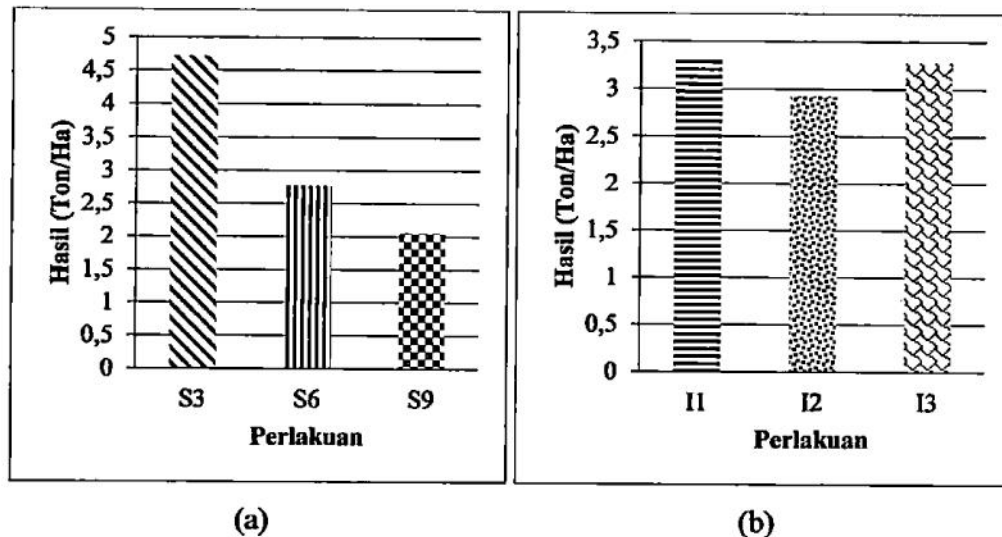 Hasil (Ton/Ha)
5
4,5
4
3,5
3
2,5
2
1,5
1
0,5
0
S3 S6 S9
Perlakuan
(a)
Hasil (Ton/Ha)
3,5
3
2,5
2
1,5
1
0,5
0
I1 I2 I3
Perlakuan
(b)